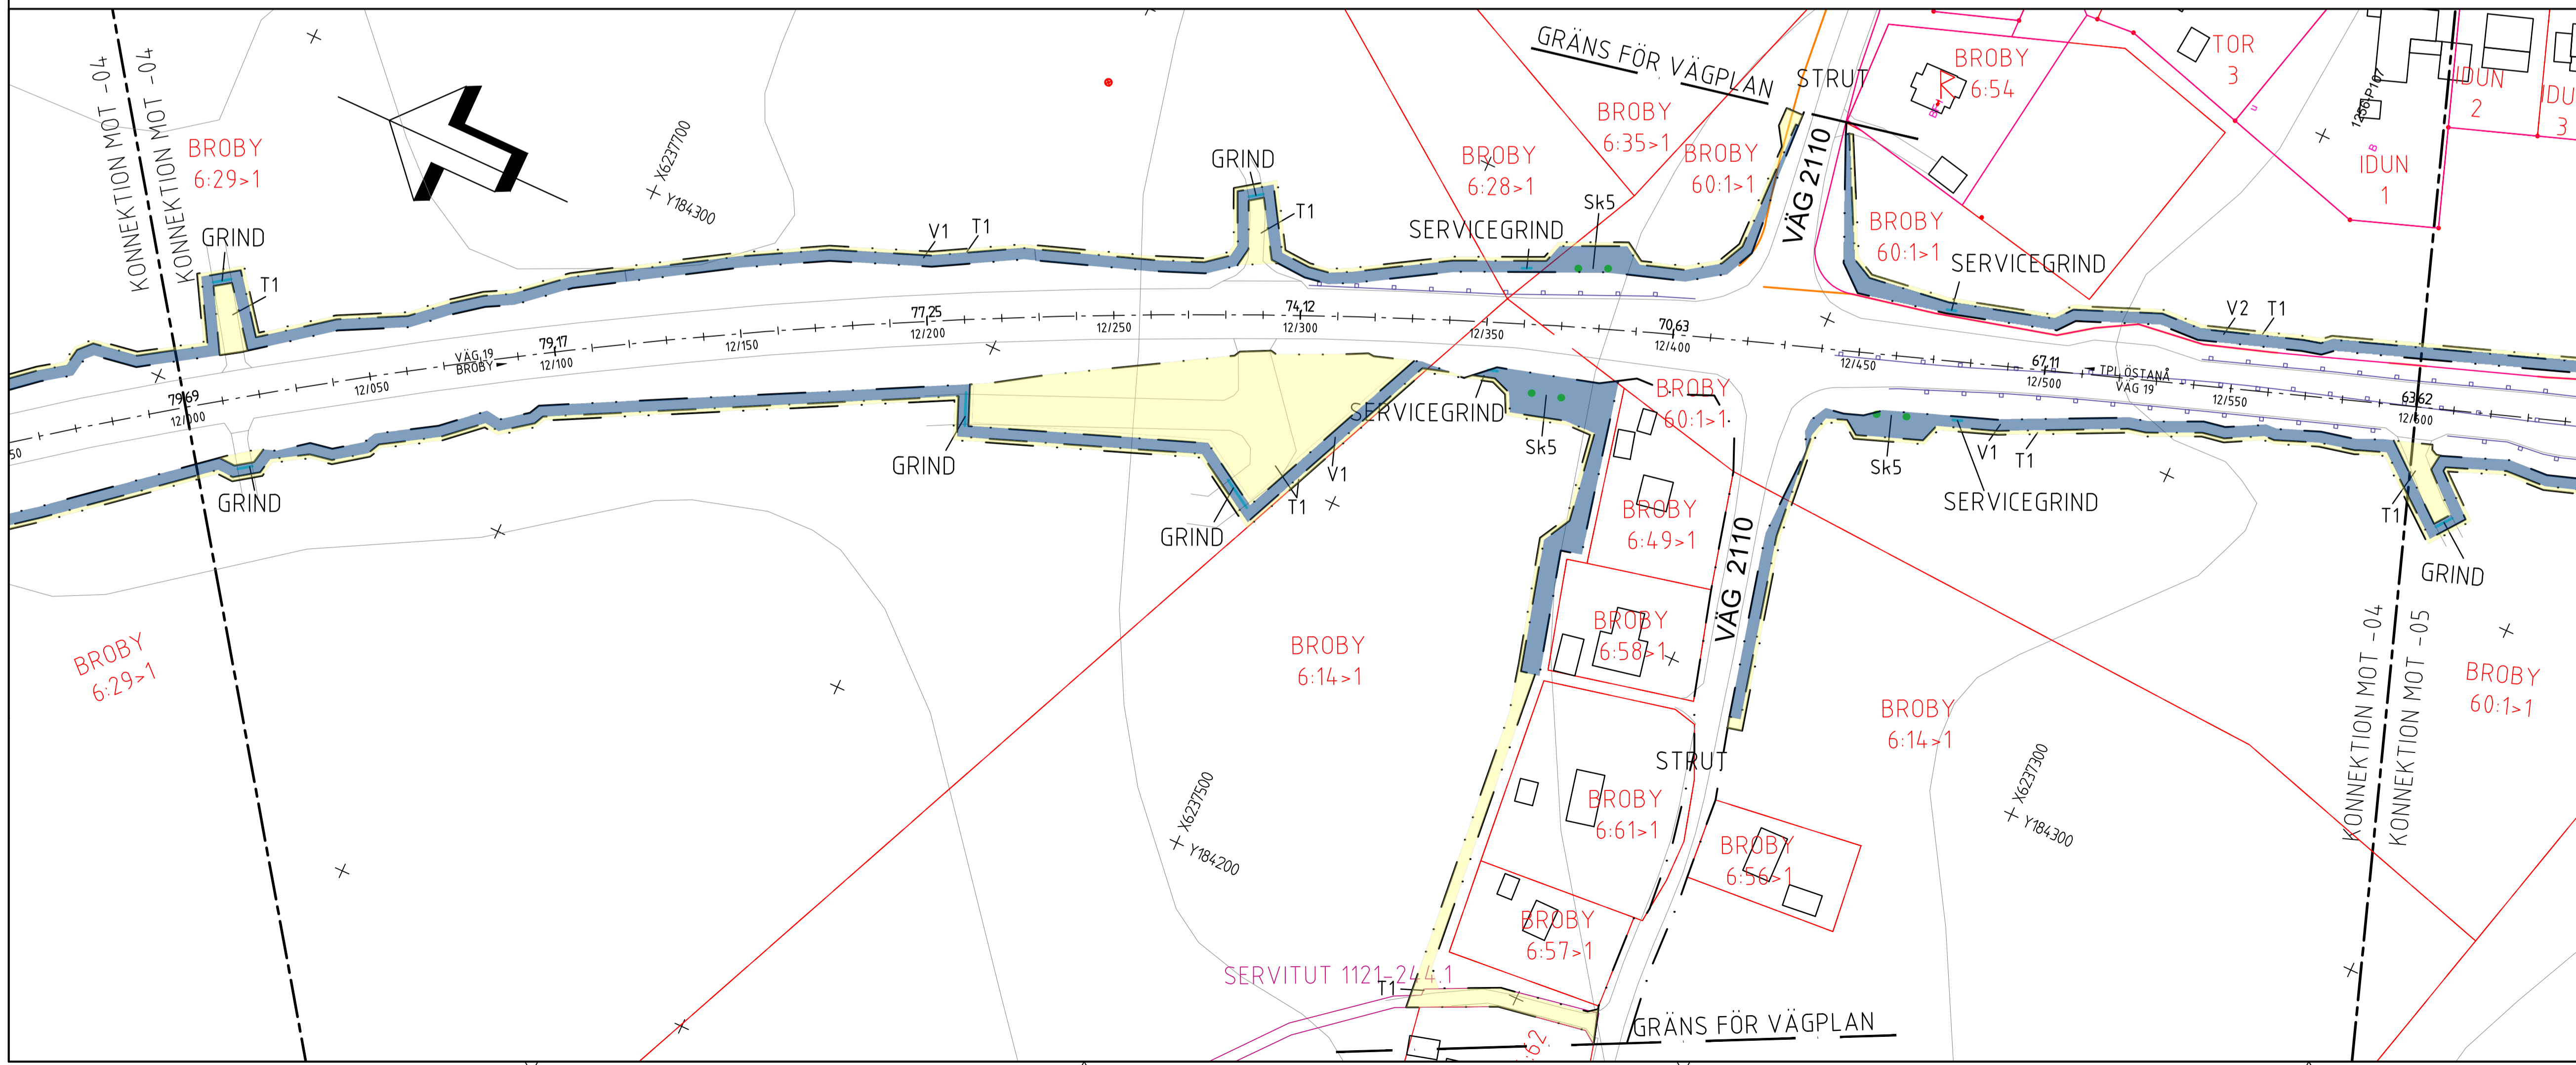 KONNEKTION MOT -04
KONNEKTION MOT -04
BROBY
6:29>1
GRIND
T1
X6237700
Y184300
V1
T1
GRIND
T1
GRÄNS FÖR VÄGPLAN
STRUT
BROBY
6:28>1
BROBY
6:35>1
BROBY
60:1>1
SERVICEGRIND
Sk5
VÄG 2110
BROBY
6:54
R
TOR
3
1256-P107
B
IDUN
1
IDUN
2
3
BROBY
60:1>1
SERVICEGRIND
V2
T1
79,69
12/000
12/050
VÄG 19
BROBY
79,17
12/100
12/150
77,25
12/200
12/250
74,12
12/300
12/350
70,63
12/400
12/450
67,11
12/500
TPL ÖSTANÅ
VÄG 19
12/550
63,62
12/600
50
GRIND
GRIND
GRIND
T1
V1
SERVICEGRIND
Sk5
BROBY
60:1>1
BROBY
6:49>1
BROBY
6:58>1
VÄG 2110
Sk5
SERVICEGRIND
V1
T1
T1
GRIND
BROBY
6:29>1
BROBY
6:14>1
BROBY
6:14>1
BROBY
60:1>1
KONNEKTION MOT -04
KONNEKTION MOT -05
STRUT
BROBY
6:61>1
BROBY
6:56>1
BROBY
6:57>1
X6237500
Y184200
X6237300
Y184300
SERVITUT 1121-244.1
T1
GRÄNS FÖR VÄGPLAN